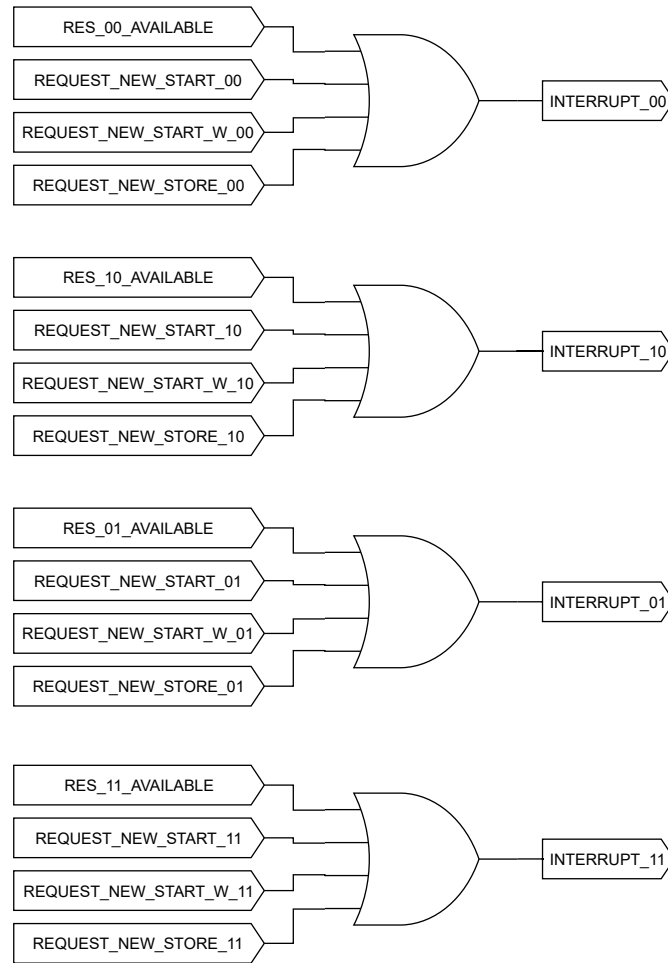 RES_00_AVAILABLE
REQUEST_NEW_START_00
REQUEST_NEW_START_W_00
REQUEST_NEW_STORE_00
INTERRUPT_00
RES_10_AVAILABLE
REQUEST_NEW_START_10
REQUEST_NEW_START_W_10
REQUEST_NEW_STORE_10
INTERRUPT_10
RES_01_AVAILABLE
REQUEST_NEW_START_01
REQUEST_NEW_START_W_01
REQUEST_NEW_STORE_01
INTERRUPT_01
RES_11_AVAILABLE
REQUEST_NEW_START_11
REQUEST_NEW_START_W_11
REQUEST_NEW_STORE_11
INTERRUPT_11